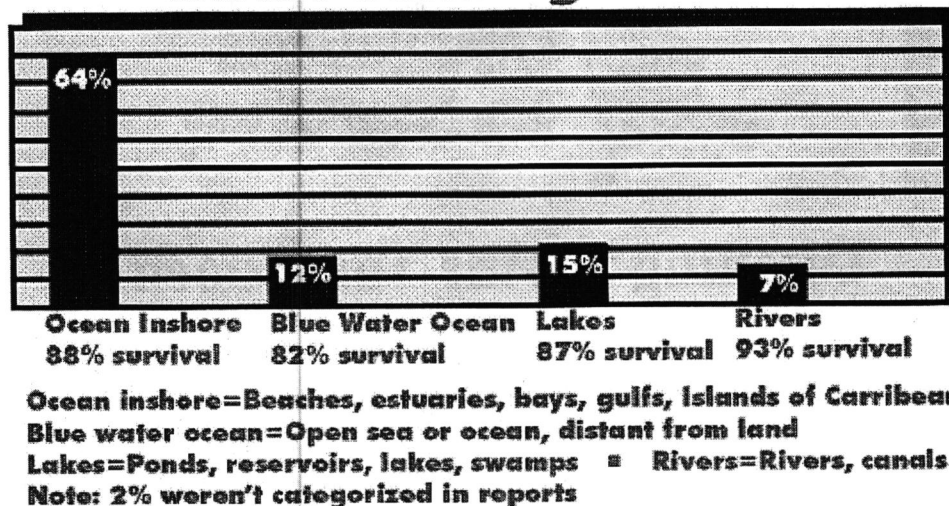 64%
12%
15%
7%
Ocean Inshore Blue Water Ocean Lakes Rivers
88% survival 82% survival 87% survival 93% survival
Ocean inshore=Beaches, estuaries, bays, gulfs, Islands of Carribean
Blue water ocean=Open sea or ocean, distant from land
Lakes=Ponds, reservoirs, lakes, swamps ■ Rivers=Rivers, canals
Note: 2% weren't categorized in reports